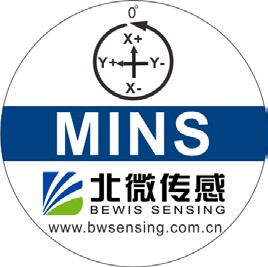 0°
X+
Y+ Y-
X-
MINS
北微传感
BEWIS SENSING
www.bwsensing.com.cn